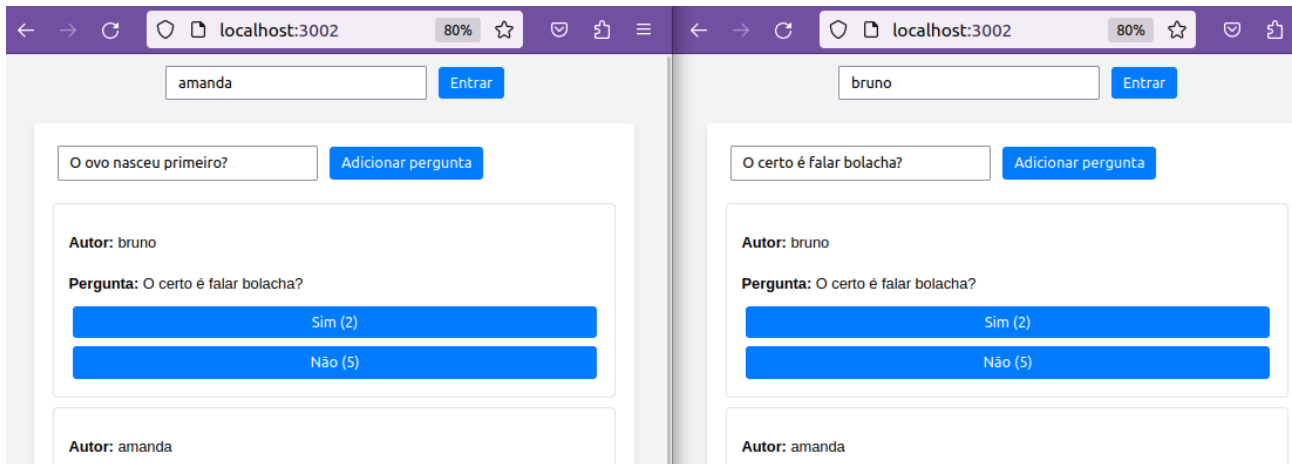 localhost:3002 80%
amanda Entrar
O ovo nasceu primeiro? Adicionar pergunta
Autor: bruno
Pergunta: O certo é falar bolacha?
Sim (2)
Não (5)
Autor: amanda
localhost:3002 80%
bruno Entrar
O certo é falar bolacha? Adicionar pergunta
Autor: bruno
Pergunta: O certo é falar bolacha?
Sim (2)
Não (5)
Autor: amanda